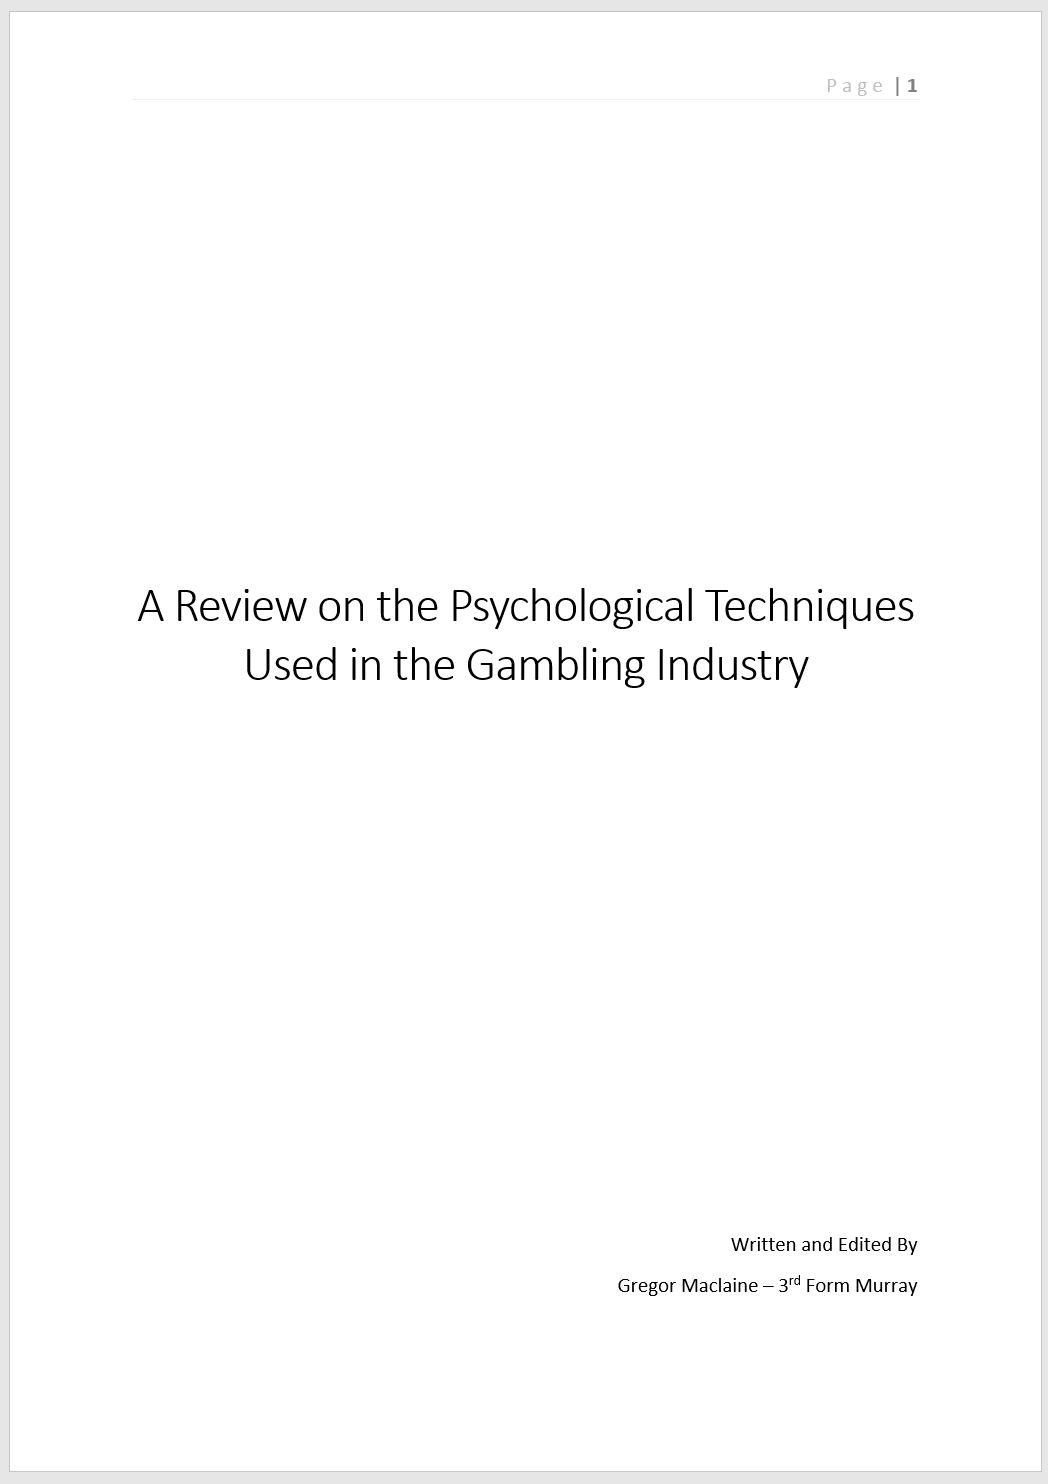 Page | 1
A Review on the Psychological Techniques
Used in the Gambling Industry
Written and Edited By
Gregor Maclaine – 3rd Form Murray